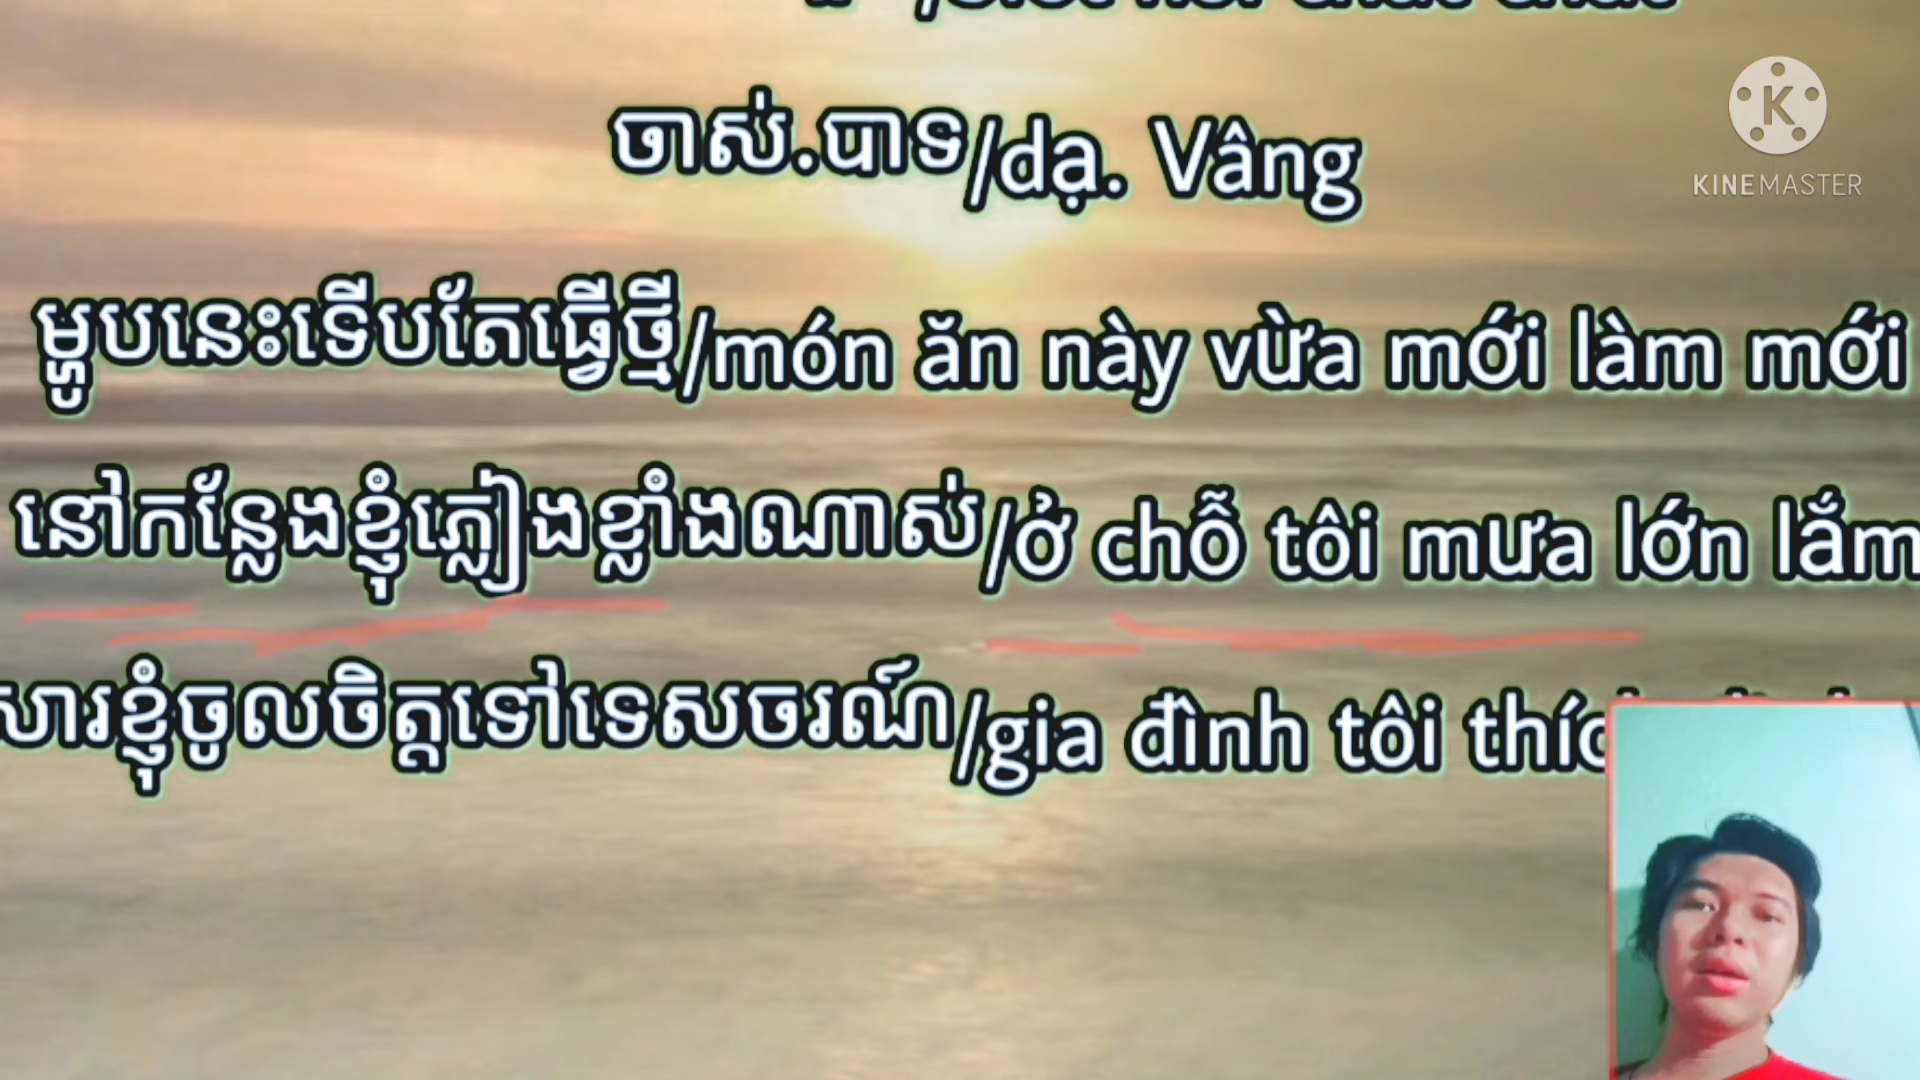 ចាស់.បាទ/dạ. Vâng
KINEMASTER
ម្ហូបនេះទើបតែធ្វើថ្មី/món ăn này vừa mới làm mới
នៅកន្លែងខ្ញុំភ្លៀងខ្លាំងណាស់/ở chỗ tôi mưa lớn lắm
សារខ្ញុំចូលចិត្តទៅទេសចរណ៍/gia đình tôi